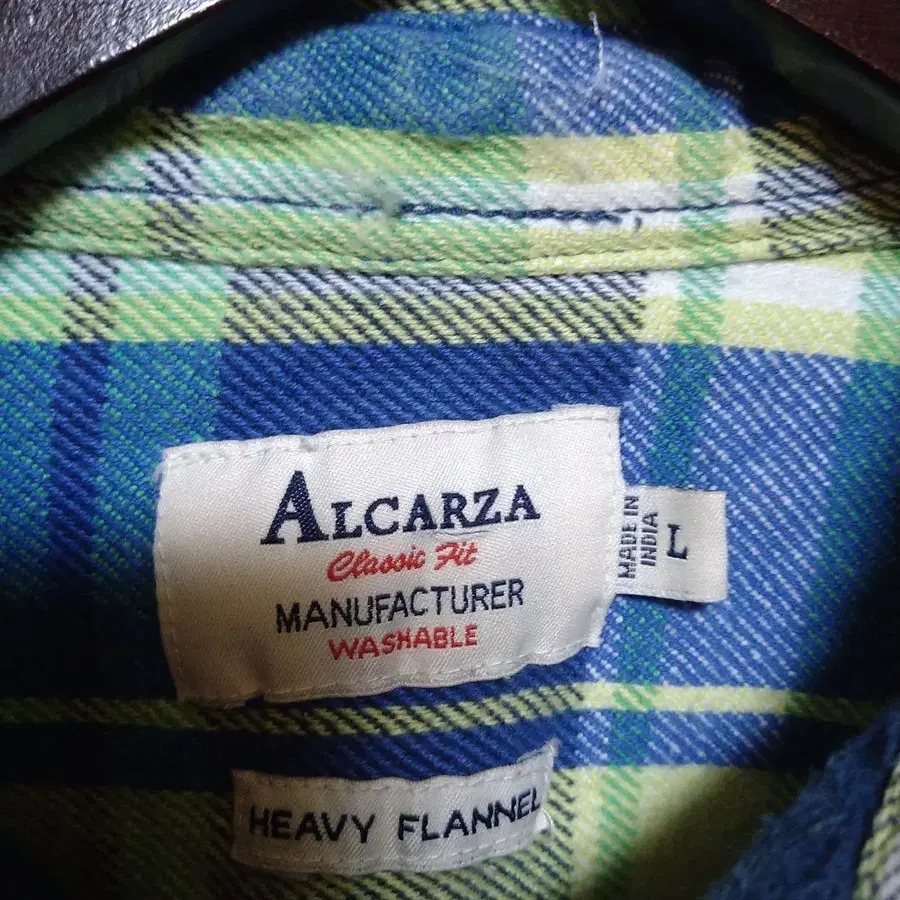 ALCARZA
Classic Fit
MANUFACTURER
WASHABLE
MADE IN
INDIA
L
HEAVY FLANNEL